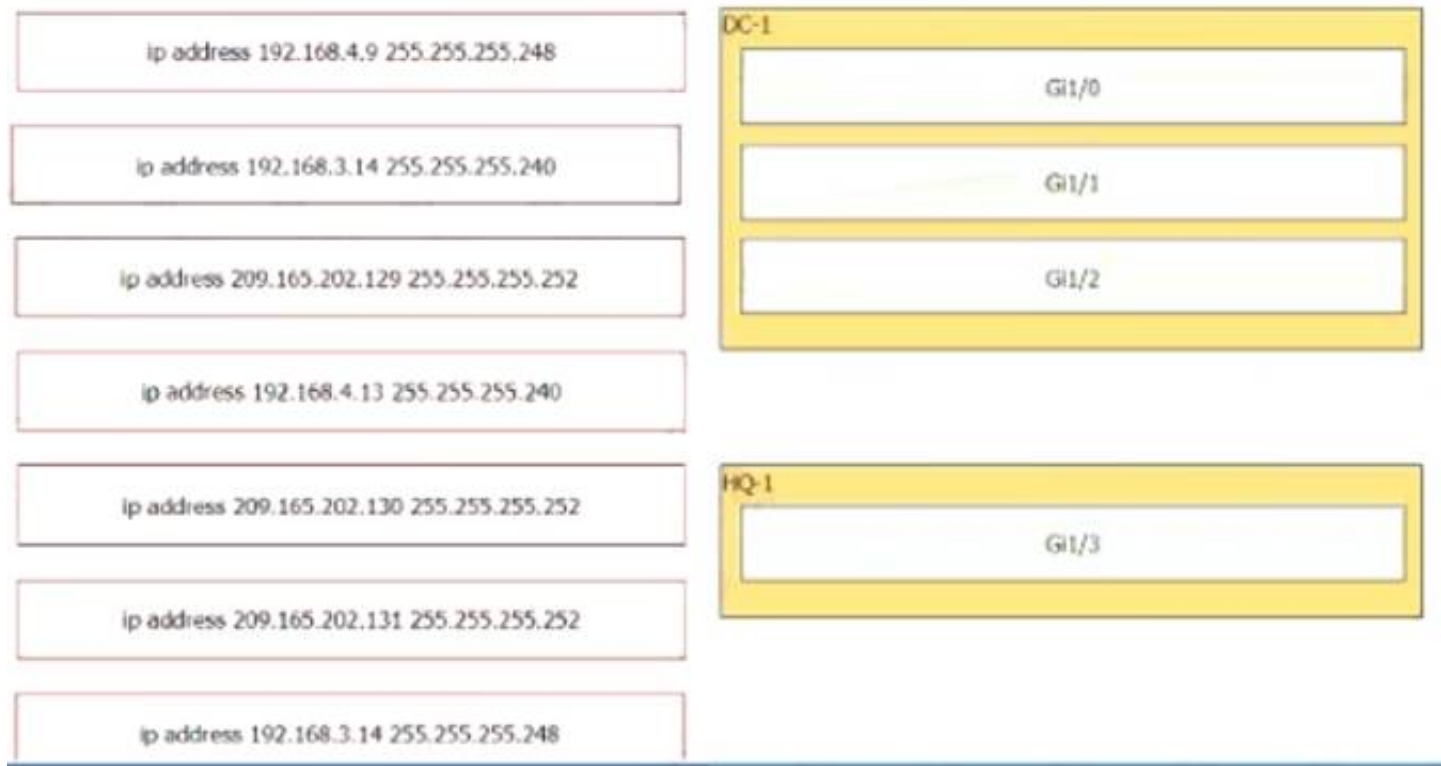 ip address 192.168.4.9 255.255.255.248
ip address 192.168.3.14 255.255.255.240
ip address 209.165.202.129 255.255.255.252
ip address 192.168.4.13 255.255.255.240
ip address 209.165.202.130 255.255.255.252
ip address 209.165.202.131 255.255.255.252
ip address 192.168.3.14 255.255.255.248
DC-1
Gi1/0
Gi1/1
Gi1/2
HQ-1
Gi1/3